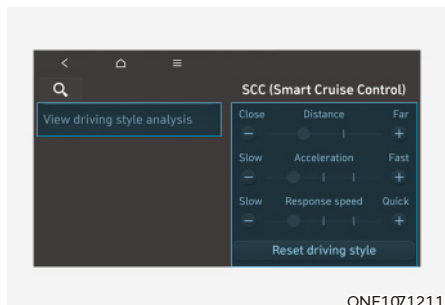 SCC (Smart Cruise Control)
View driving style analysis
Close Distance Far
Slow Acceleration Fast
Slow Response speed Quick
Reset driving style
ONE1071211